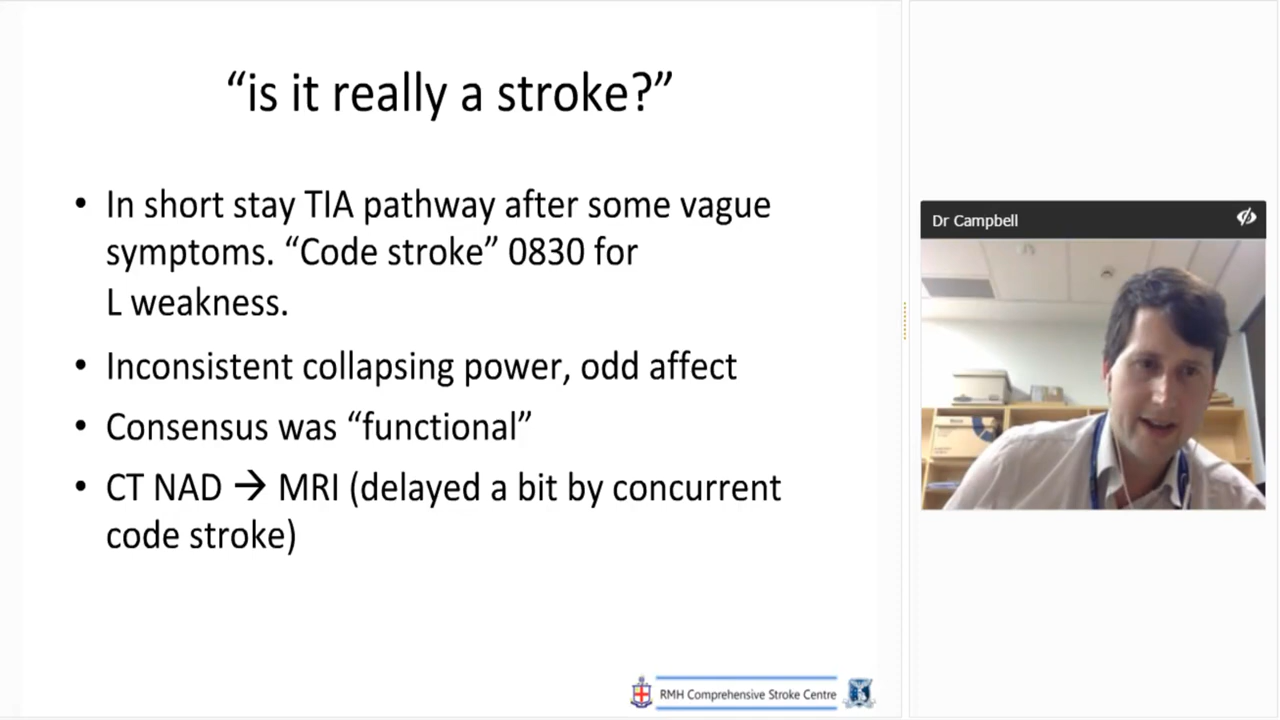 “is it really a stroke?”
• In short stay TIA pathway after some vague
symptoms. “Code stroke” 0830 for
L weakness.
• Inconsistent collapsing power, odd affect
• Consensus was “functional”
• CT NAD → MRI (delayed a bit by concurrent
code stroke)
RMH Comprehensive Stroke Centre
Dr Campbell